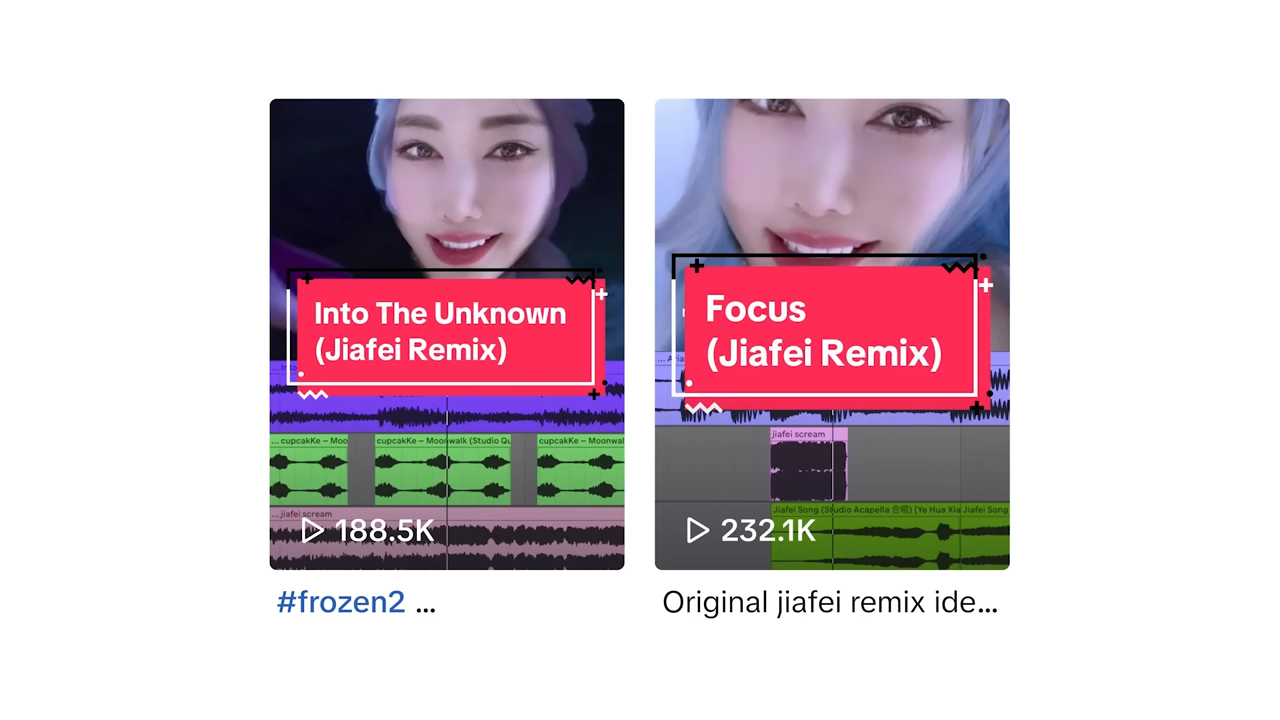 Into The Unknown
(Jiafei Remix)
... cupcakKe – Moo
cupcakKe – Moonwalk (Studio Qu
cupcakKe – Moonwal
... jiafei scream
188.5K
#frozen2 ...
Focus
(Jiafei Remix)
... Aria
jiafei scream
Jiafei Song (Studio Acapella 合唱) [Ye Hua Xia
Jiafei Song
232.1K
Original jiafei remix ide...